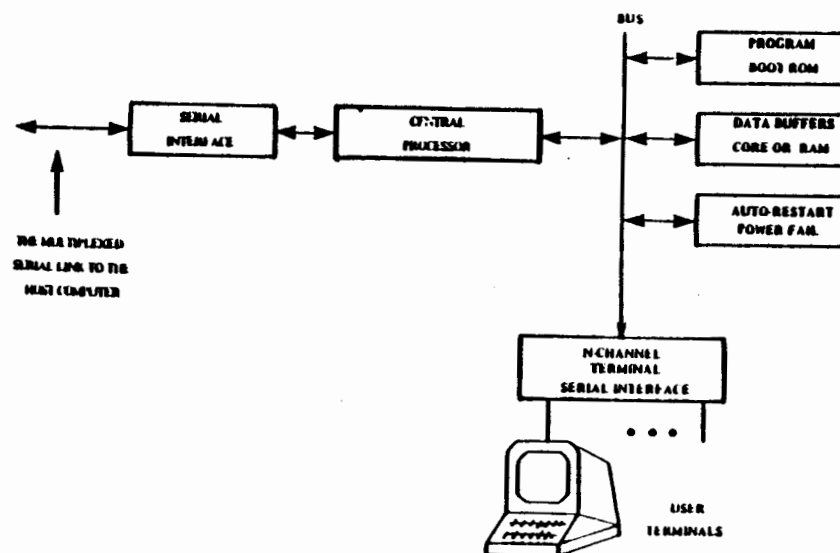 BUS
PROGRAM
BOOT ROM
SERIAL
INTERFACE
CENTRAL
PROCESSOR
DATA BUFFERS
CORE OR RAM
AUTO-RESTART
POWER FAIL
THE MULTIPLEXED
SERIAL LINK TO THE
HOST COMPUTER
N-CHANNEL
TERMINAL
SERIAL INTERFACE
USER
TERMINALS